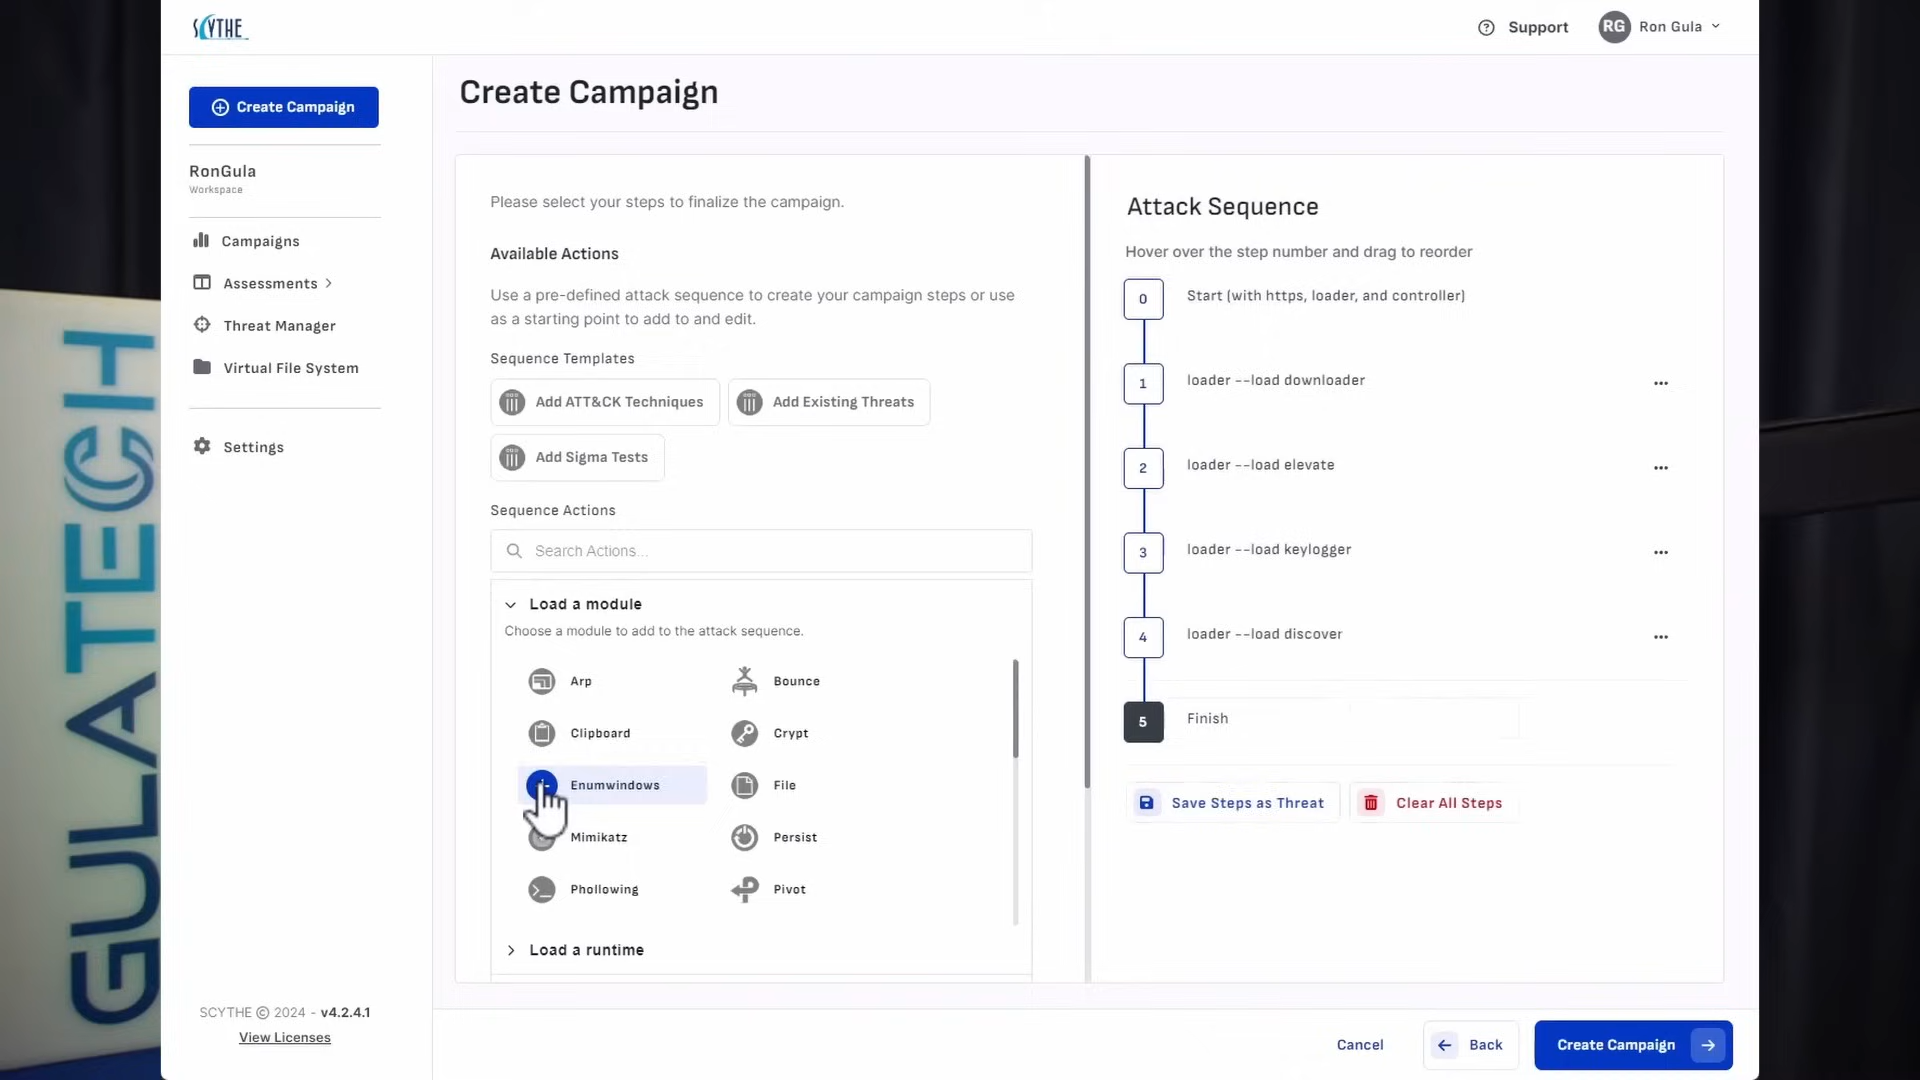 SCYTHE
Support
RG
Ron Gula
Create Campaign
RonGula
Workspace
Campaigns
Assessments
Threat Manager
Virtual File System
Settings
SCYTHE © 2024 - v4.2.4.1
View Licenses
Create Campaign
Please select your steps to finalize the campaign.
Available Actions
Use a pre-defined attack sequence to create your campaign steps or use
as a starting point to add to and edit.
Sequence Templates
Add ATT&CK Techniques
Add Existing Threats
Add Sigma Tests
Sequence Actions
Search Actions...
Load a module
Choose a module to add to the attack sequence.
Arp
Bounce
Clipboard
Crypt
Enumwindows
File
Mimikatz
Persist
Phollowing
Pivot
Load a runtime
Attack Sequence
Hover over the step number and drag to reorder
0 Start (with https, loader, and controller)
1 loader --load downloader
2 loader --load elevate
3 loader --load keylogger
4 loader --load discover
5 Finish
Save Steps as Threat
Clear All Steps
Cancel
Back
Create Campaign
GULATECH